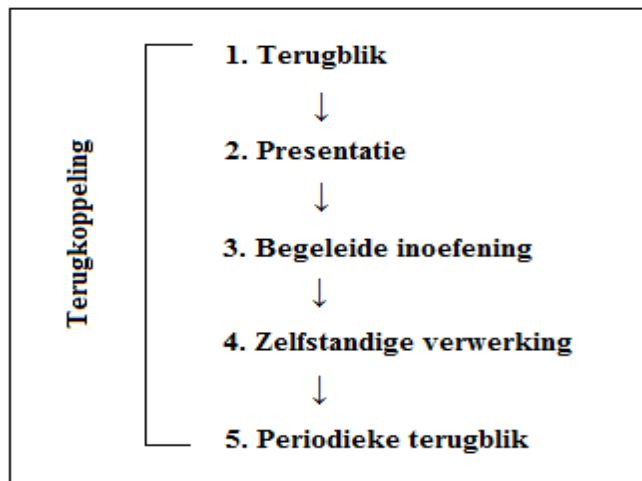 Terugkoppeling
1. Terugblik
↓
2. Presentatie
↓
3. Begeleide inoefening
↓
4. Zelfstandige verwerking
↓
5. Periodieke terugblik